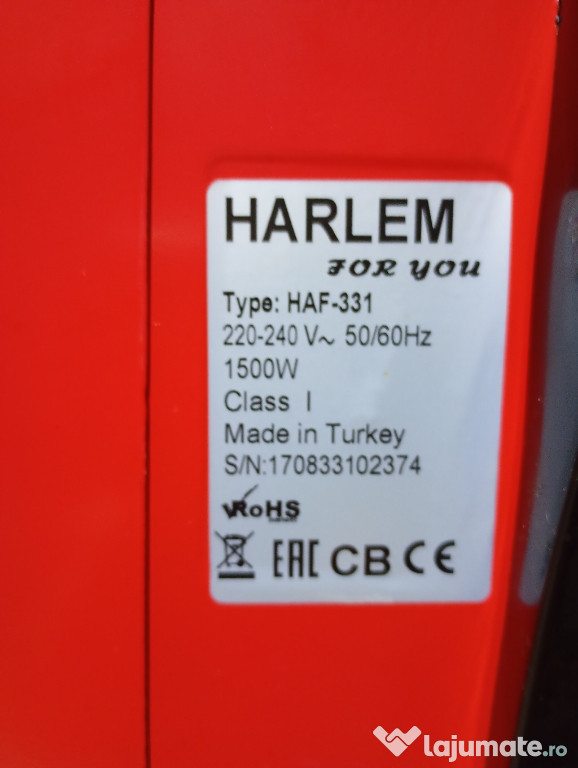 HARLEM
FOR YOU
Type: HAF-331
220-240 V~ 50/60Hz
1500W
Class I
Made in Turkey
S/N:170833102374
RoHS
EAC CB CE
lajumate.ro